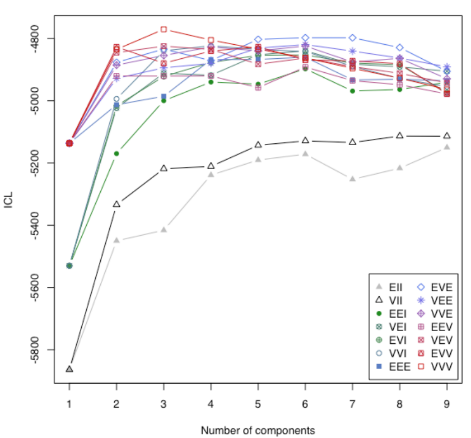 -4800
-5000
-5200
-5400
-5600
-5800
ICL
1 2 3 4 5 6 7 8 9
Number of components
EII EVE
VII VEE
EEI VVE
VEI EEV
EVI VEV
VVI EVV
EEE VVV